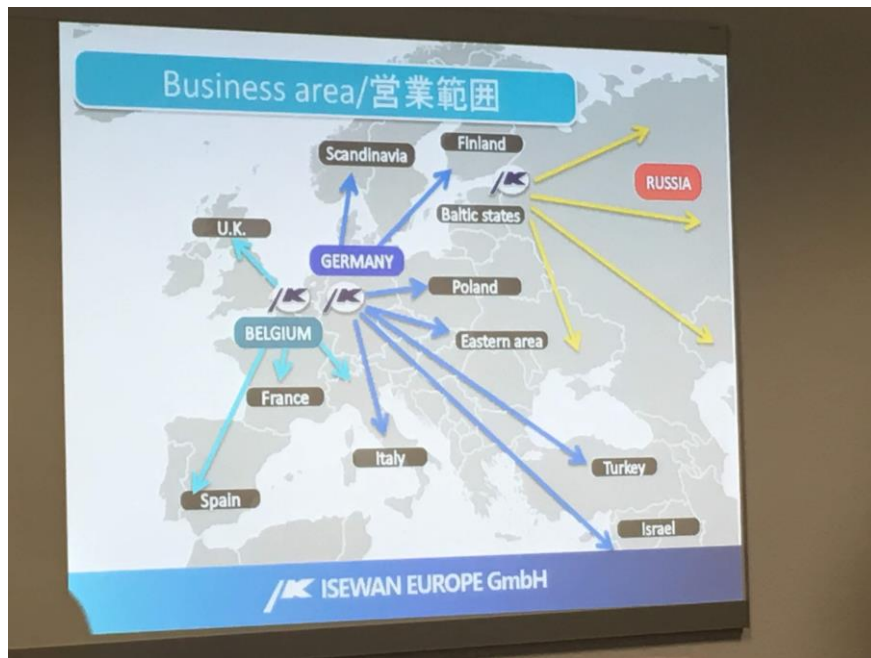 Business area/営業範囲
Scandinavia
Finland
RUSSIA
Baltic states
U.K.
GERMANY
Poland
BELGIUM
Eastern area
France
Italy
Turkey
Spain
Israel
ISEWAN EUROPE GmbH